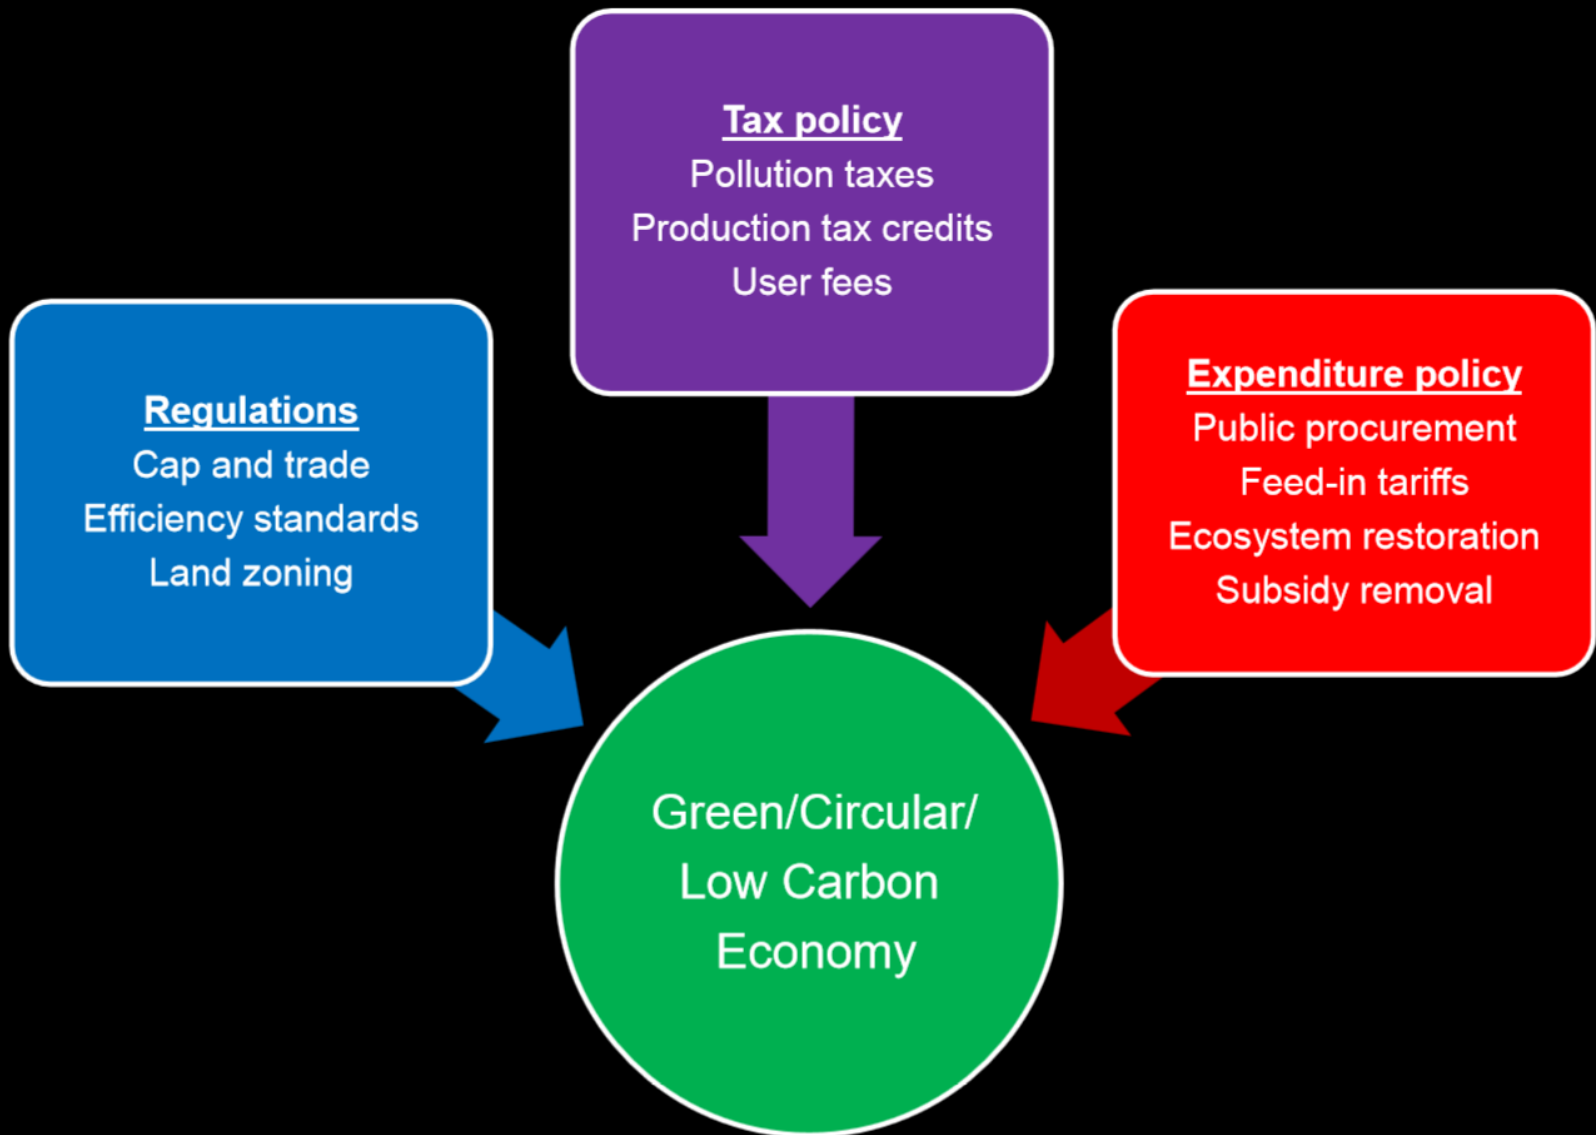 Tax policy
Pollution taxes
Production tax credits
User fees
Regulations
Cap and trade
Efficiency standards
Land zoning
Expenditure policy
Public procurement
Feed-in tariffs
Ecosystem restoration
Subsidy removal
Green/Circular/
Low Carbon
Economy